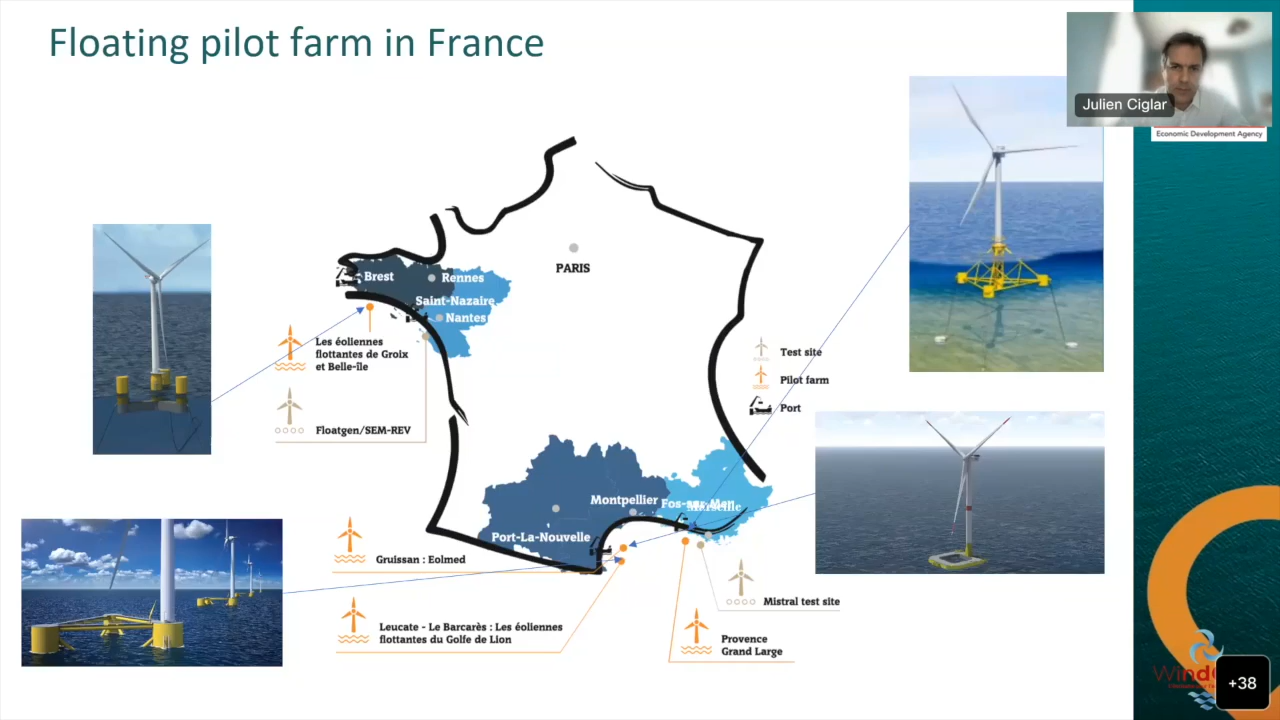 Floating pilot farm in France
Julien Ciglar
Economic Development Agency
PARIS
Brest
Rennes
Saint-Nazaire
Nantes
Les éoliennes
flottantes de Groix
et Belle-île
Floatgen/SEM-REV
Test site
Pilot farm
Port
Montpellier
Fos-sur-Mer
Marseille
Port-La-Nouvelle
Gruissan : Eolmed
Leucate - Le Barcarès : Les éoliennes
flottantes du Golfe de Lion
Mistral test site
Provence
Grand Large
+38